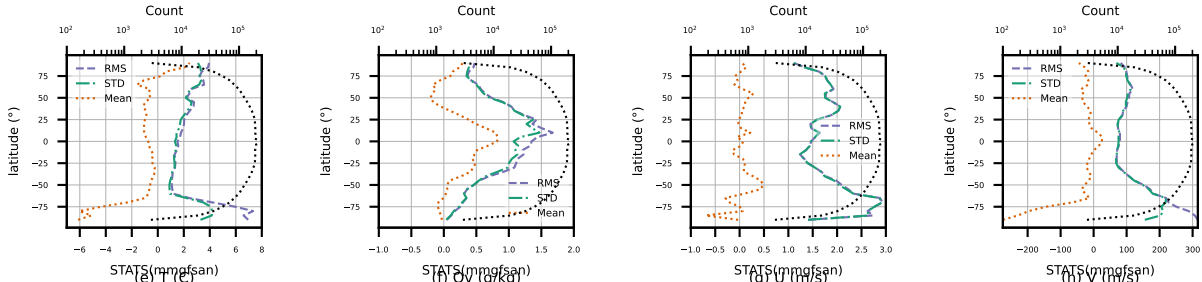 Count Count Count Count
10² 10³ 10⁴ 10⁵ 10² 10³ 10⁴ 10⁵ 10² 10³ 10⁴ 10⁵ 10² 10³ 10⁴ 10⁵
latitude (°) latitude (°) latitude (°) latitude (°)
75 75 75 75
50 50 50 50
25 25 25 25
0 0 0 0
−25 −25 −25 −25
−50 −50 −50 −50
−75 −75 −75 −75
RMS RMS RMS RMS
STD STD STD STD
Mean Mean Mean Mean
−6 −4 −2 0 2 4 6 8 −1.0 −0.5 0.0 0.5 1.0 1.5 2.0 −1.0 −0.5 0.0 0.5 1.0 1.5 2.0 2.5 3.0 −200 −100 0 100 200 300
STATS(mmgfsan) STATS(mmgfsan) STATS(mmgfsan) STATS(mmgfsan)
(e) T (C) (f) Qv (g/kg) (g) U (m/s) (h) V (m/s)